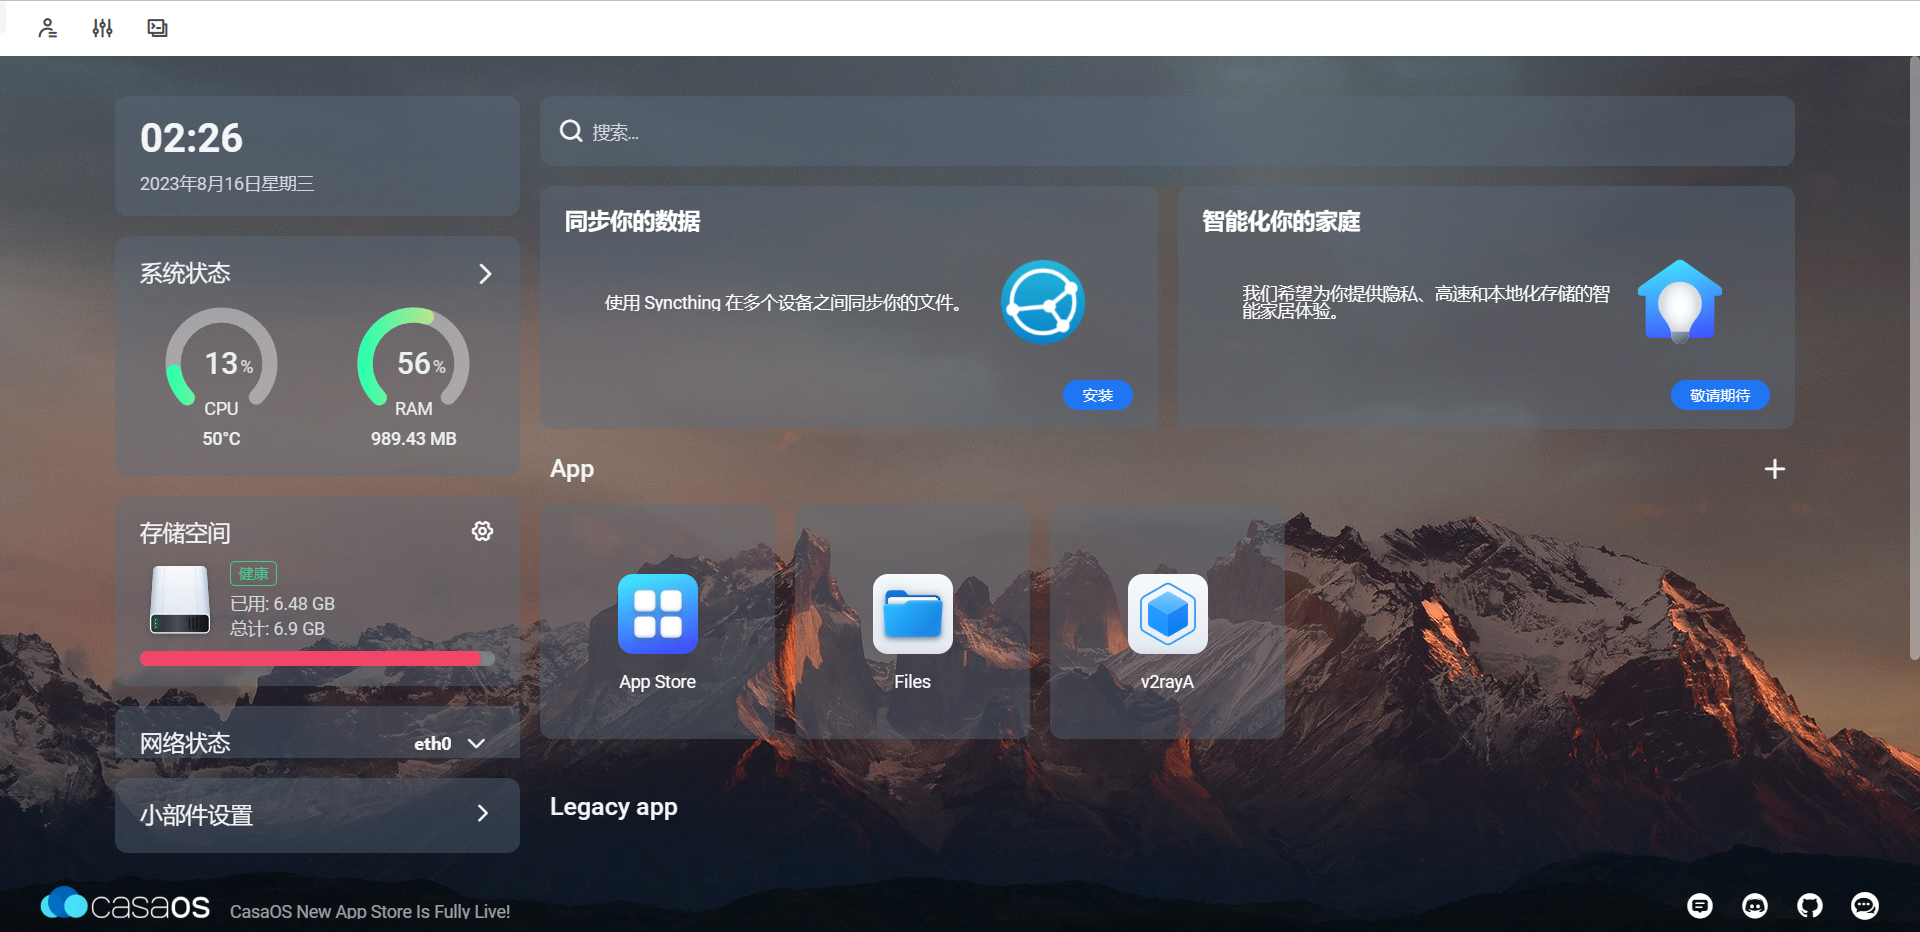 02:26
2023年8月16日星期三
搜索...
系统状态
13%
CPU
50°C
56%
RAM
989.43 MB
存储空间
健康
已用: 6.48 GB
总计: 6.9 GB
网络状态
eth0
小部件设置
同步你的数据
使用 Syncthing 在多个设备之间同步你的文件。
安装
智能化你的家庭
我们希望为你提供隐私、高速和本地化存储的智
能家居体验。
敬请期待
App
App Store
Files
v2rayA
Legacy app
casaOS
CasaOS New App Store Is Fully Live!